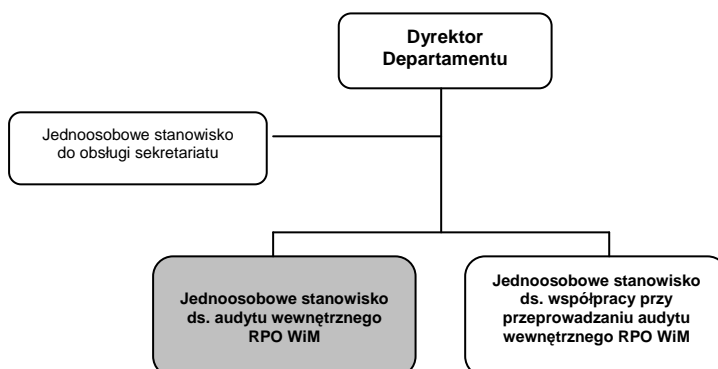 Dyrektor
Departamentu
Jednoosobowe stanowisko
do obsługi sekretariatu
Jednoosobowe stanowisko
ds. audytu wewnętrznego
RPO WiM
Jednoosobowe stanowisko
ds. współpracy przy
przeprowadzaniu audytu
wewnętrznego RPO WiM